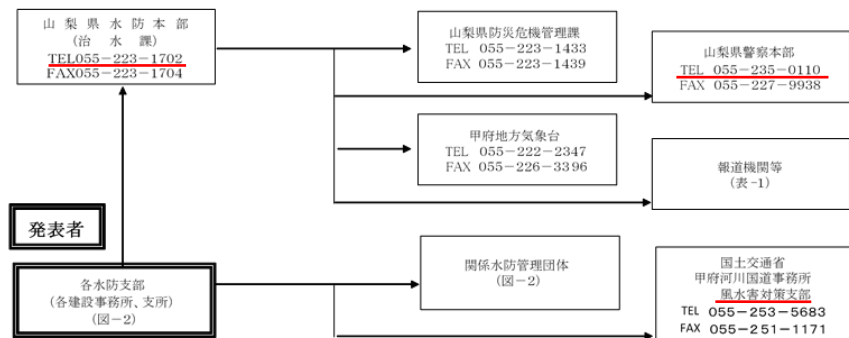 山梨県水防本部
(治水課)
TEL055-223-1702
FAX055-223-1704
山梨県防災危機管理課
TEL 055-223-1433
FAX 055-223-1439
山梨県警察本部
TEL 055-235-0110
FAX 055-227-9938
甲府地方気象台
TEL 055-222-2347
FAX 055-226-3396
報道機関等
(表-1)
発表者
各水防支部
(各建設事務所、支所)
(図-2)
関係水防管理団体
(図-2)
国土交通省
甲府河川国道事務所
風水害対策支部
TEL 055-253-5683
FAX 055-251-1171